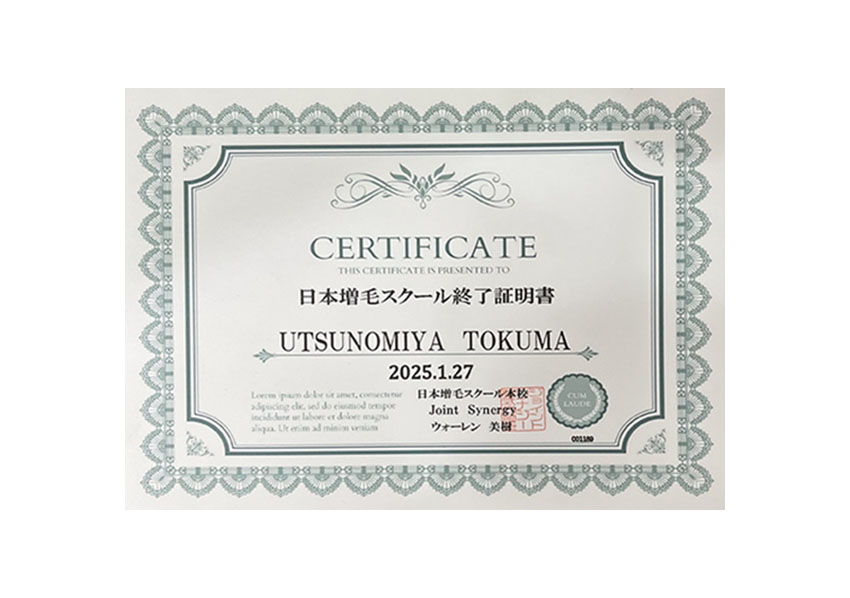 CERTIFICATE
THIS CERTIFICATE IS PRESENTED TO
日本増毛スクール終了証明書
UTSUNOMIYA TOKUMA
2025.1.27
Lorem ipsum dolor sit amet, consectetur
adipiscing elit, sed do eiusmod tempor
incididunt ut labore et dolore magna
aliqua. Ut enim ad minim veniam
日本増毛スクール本校
Joint Synergy
ウォーレン 美樹
CUM
LAUDE
001189